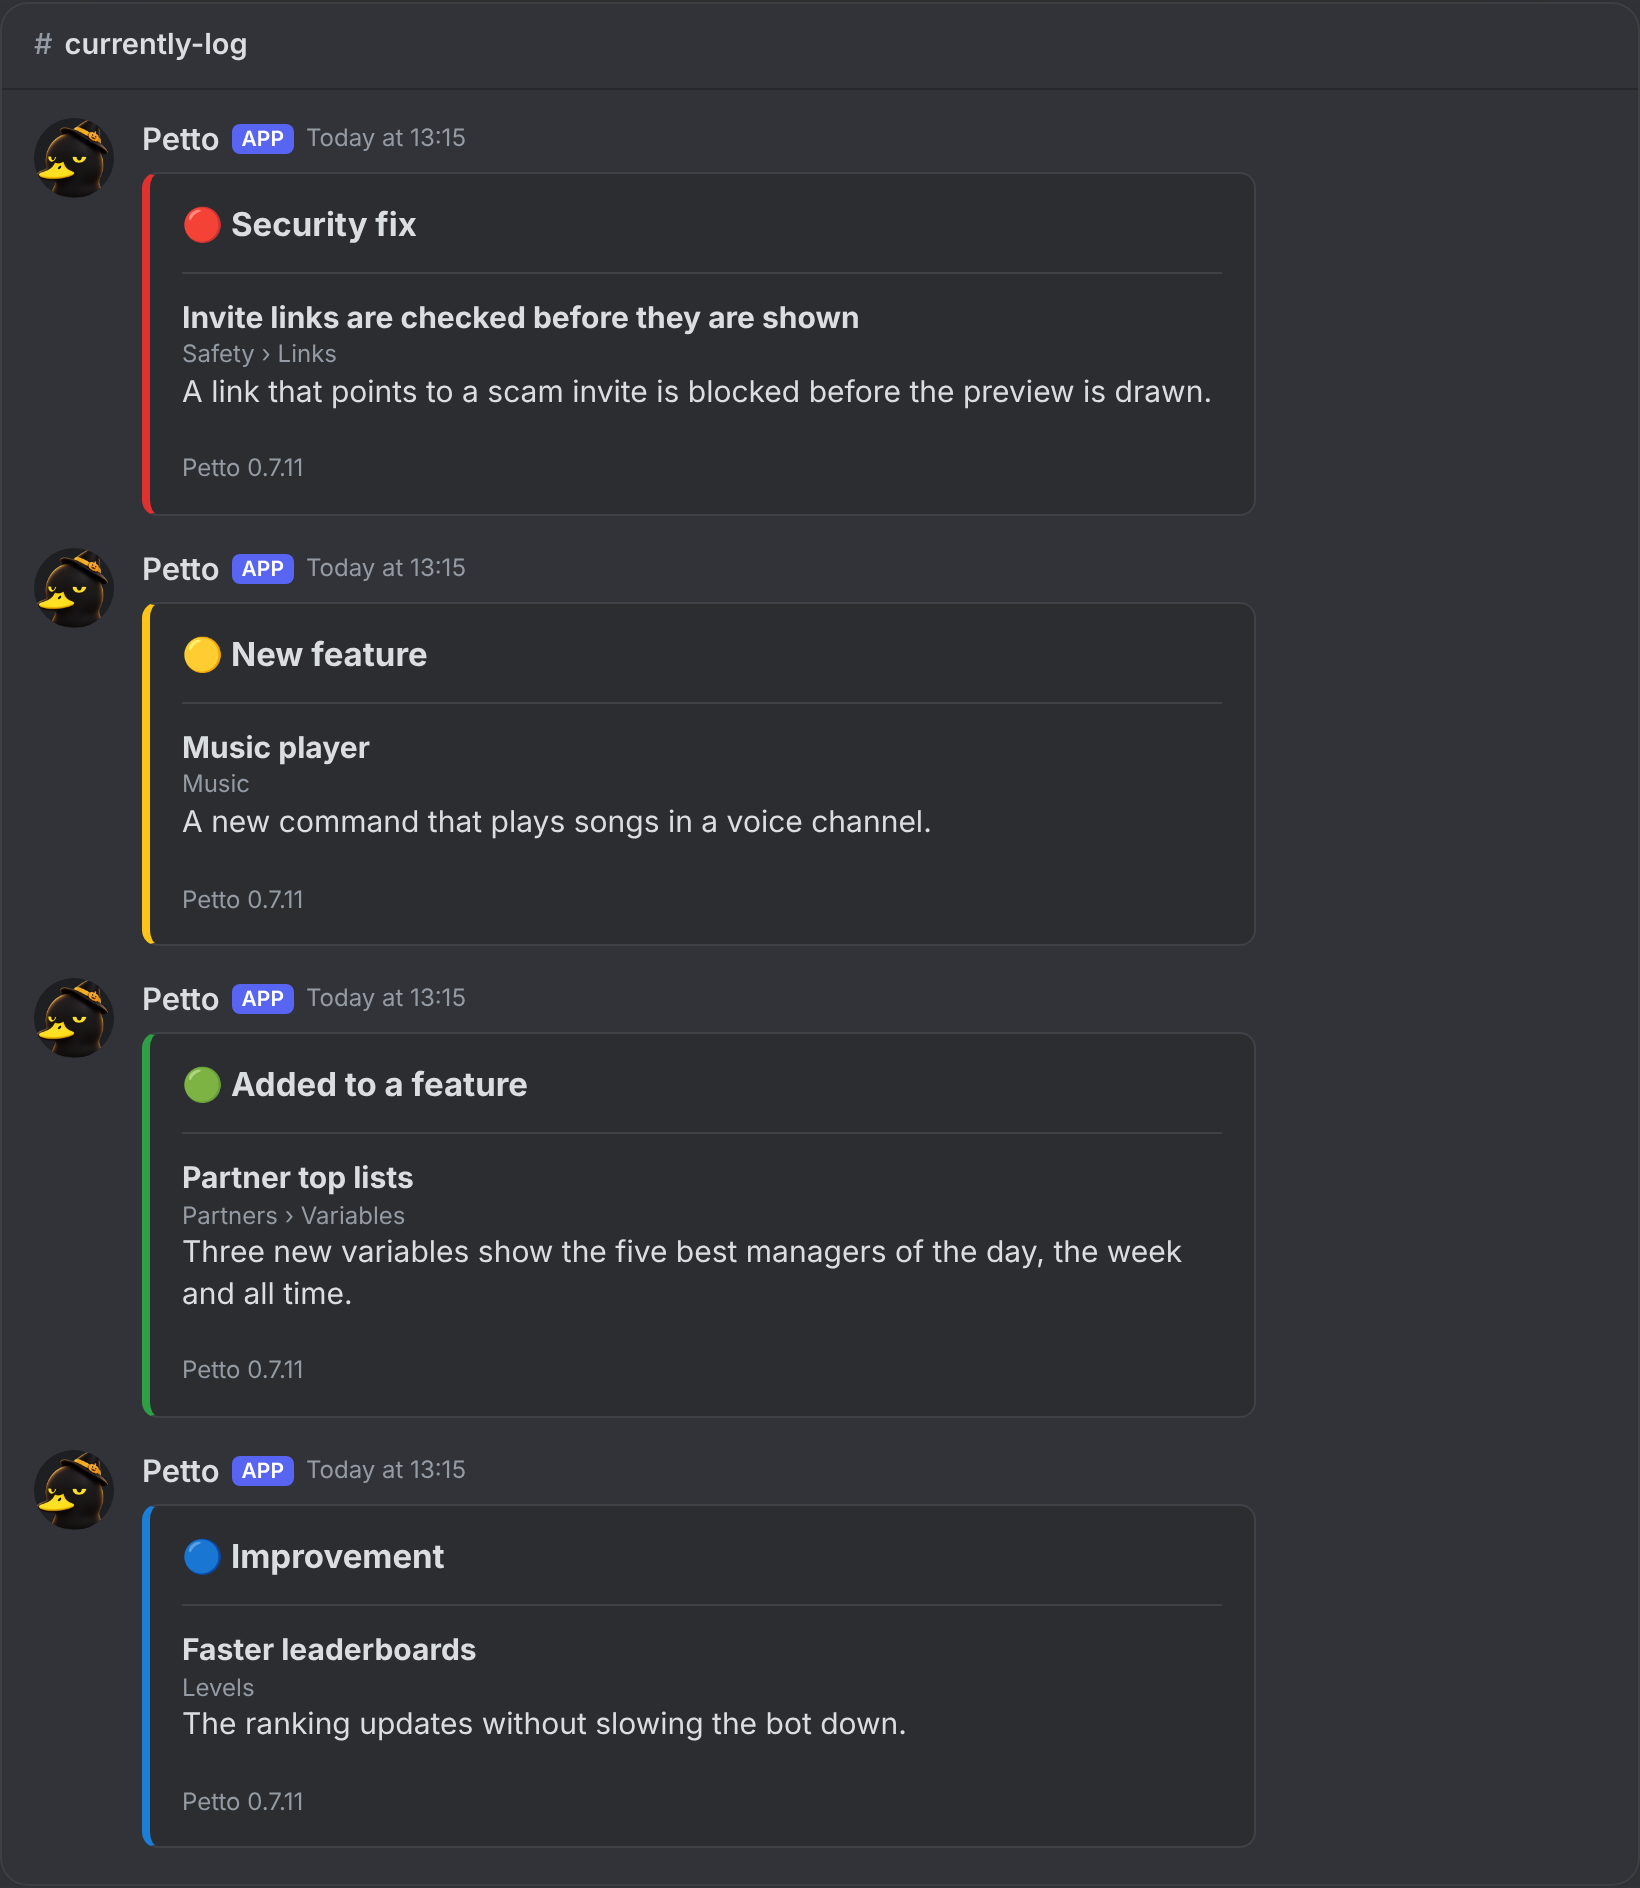 # currently-log
Petto APP Today at 13:15
🔴 Security fix
Invite links are checked before they are shown
Safety › Links
A link that points to a scam invite is blocked before the preview is drawn.
Petto 0.7.11
Petto APP Today at 13:15
🟡 New feature
Music player
Music
A new command that plays songs in a voice channel.
Petto 0.7.11
Petto APP Today at 13:15
🟢 Added to a feature
Partner top lists
Partners › Variables
Three new variables show the five best managers of the day, the week
and all time.
Petto 0.7.11
Petto APP Today at 13:15
🔵 Improvement
Faster leaderboards
Levels
The ranking updates without slowing the bot down.
Petto 0.7.11